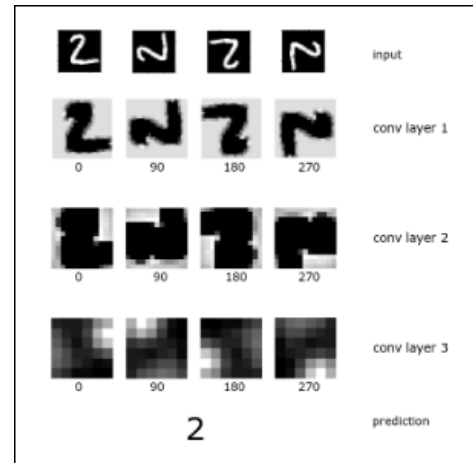 input
conv layer 1
0 90 180 270
conv layer 2
0 90 180 270
conv layer 3
0 90 180 270
2 prediction